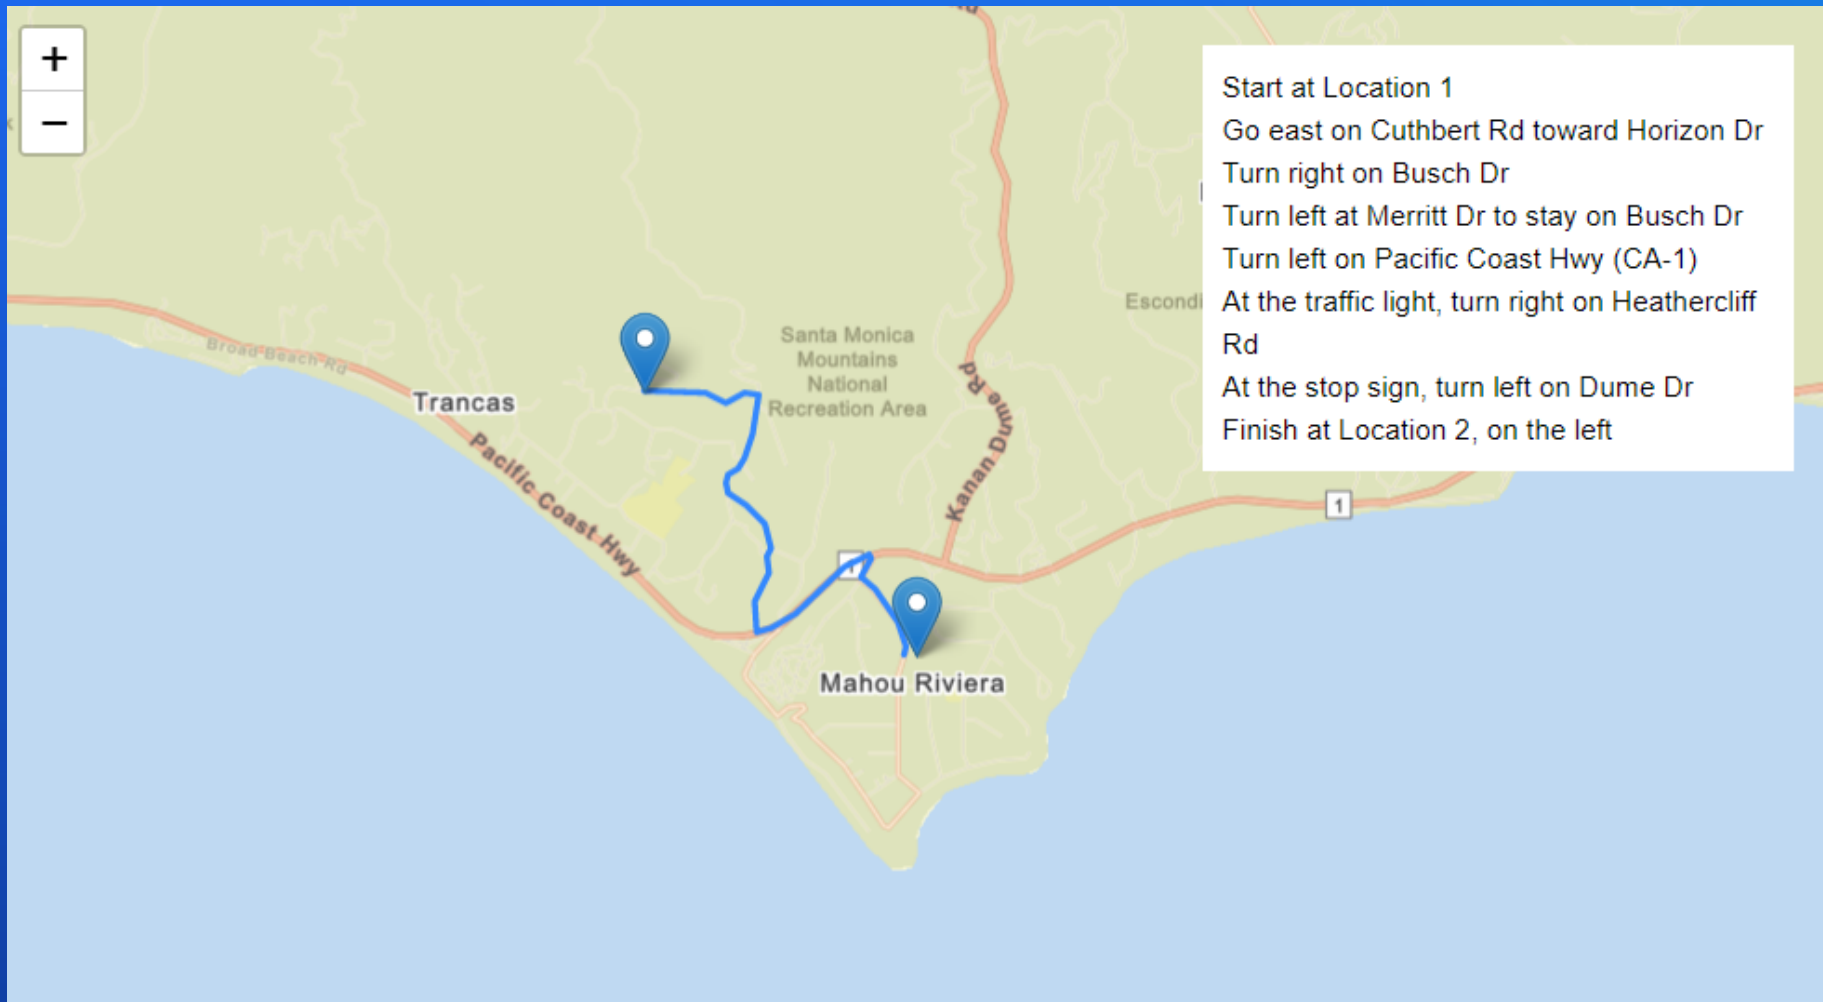 +
−
Start at Location 1
Go east on Cuthbert Rd toward Horizon Dr
Turn right on Busch Dr
Turn left at Merritt Dr to stay on Busch Dr
Turn left on Pacific Coast Hwy (CA-1)
At the traffic light, turn right on Heathercliff
Rd
At the stop sign, turn left on Dume Dr
Finish at Location 2, on the left
Rd
Escondi
Santa Monica
Mountains
National
Recreation Area
Broad Beach Rd
Trancas
Kanan Dume Rd
Pacific Coast Hwy
1
1
Mahou Riviera